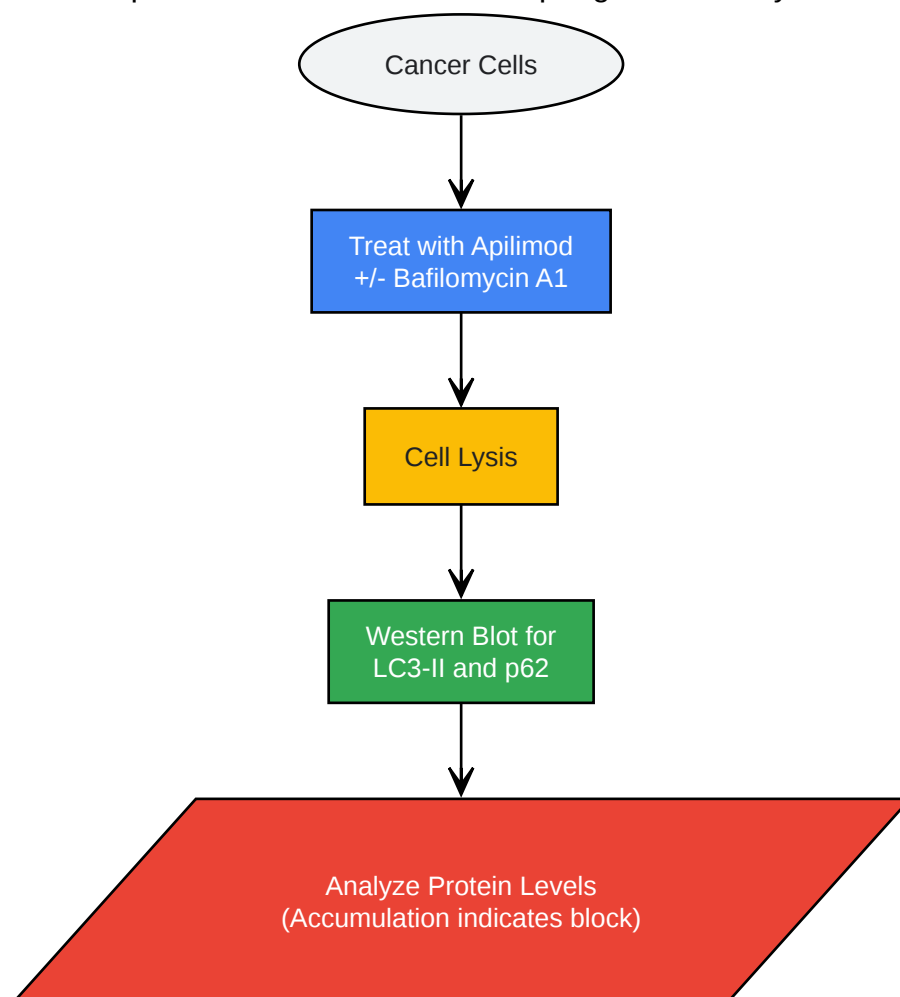 Cancer Cells
Treat with Apilimod
+/- Bafilomycin A1
Cell Lysis
Western Blot for
LC3-II and p62
Analyze Protein Levels
(Accumulation indicates block)